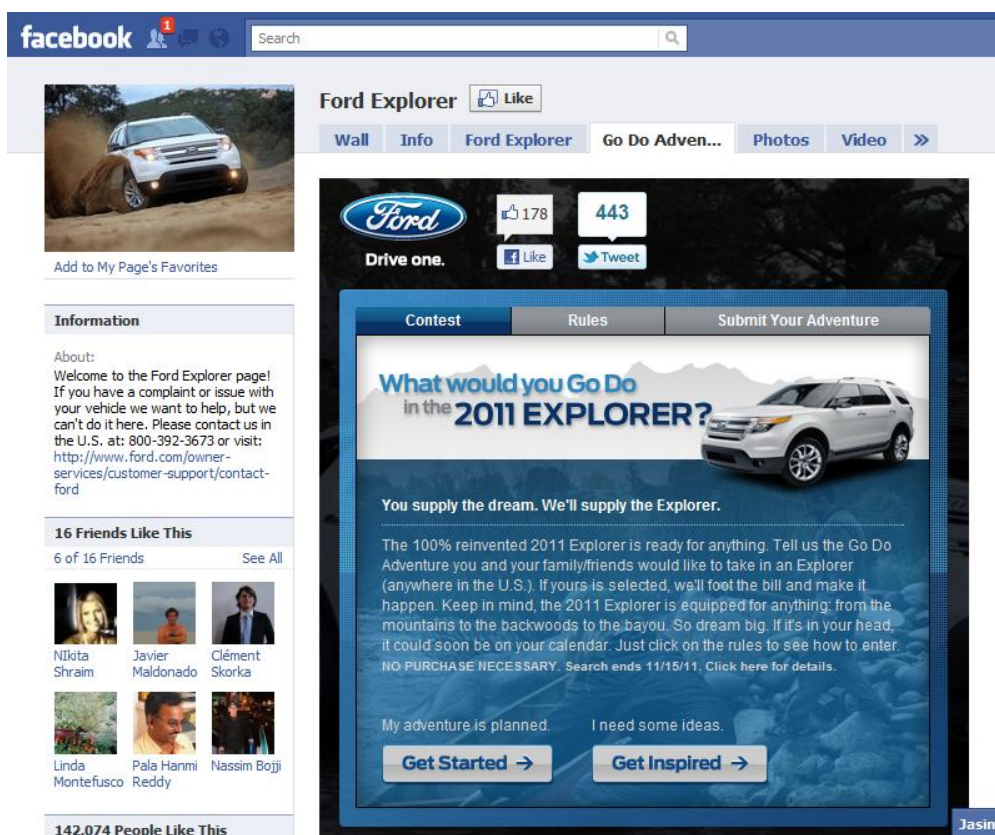 facebook
1
Search
Ford Explorer
Like
Wall
Info
Ford Explorer
Go Do Adven...
Photos
Video
»
Add to My Page's Favorites
Information
About:
Welcome to the Ford Explorer page!
If you have a complaint or issue with
your vehicle we want to help, but we
can't do it here. Please contact us in
the U.S. at: 800-392-3673 or visit:
http://www.ford.com/owner-
services/customer-support/contact-
ford
16 Friends Like This
6 of 16 Friends
See All
NIkita
Shraim
Javier
Maldonado
Clément
Skorka
Linda
Montefusco
Pala Hanmi
Reddy
Nassim Bojji
142,074 People Like This
Ford
Drive one.
178
Like
443
Tweet
Contest
Rules
Submit Your Adventure
What would you Go Do
in the 2011 EXPLORER?
You supply the dream. We'll supply the Explorer.
The 100% reinvented 2011 Explorer is ready for anything. Tell us the Go Do
Adventure you and your family/friends would like to take in an Explorer
(anywhere in the U.S.). If yours is selected, we'll foot the bill and make it
happen. Keep in mind, the 2011 Explorer is equipped for anything: from the
mountains to the backwoods to the bayou. So dream big. If it's in your head,
it could soon be on your calendar. Just click on the rules to see how to enter.
NO PURCHASE NECESSARY. Search ends 11/15/11. Click here for details.
My adventure is planned.
I need some ideas.
Get Started →
Get Inspired →
Jasin